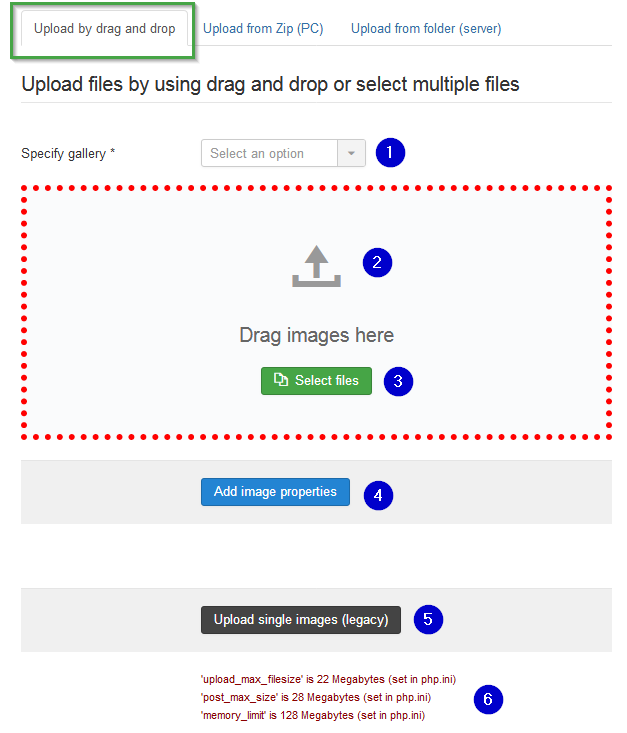 Upload by drag and drop Upload from Zip (PC) Upload from folder (server)
Upload files by using drag and drop or select multiple files
Specify gallery * Select an option 1
2
Drag images here
Select files 3
Add image properties 4
Upload single images (legacy) 5
'upload_max_filesize' is 22 Megabytes (set in php.ini)
'post_max_size' is 28 Megabytes (set in php.ini) 6
'memory_limit' is 128 Megabytes (set in php.ini)